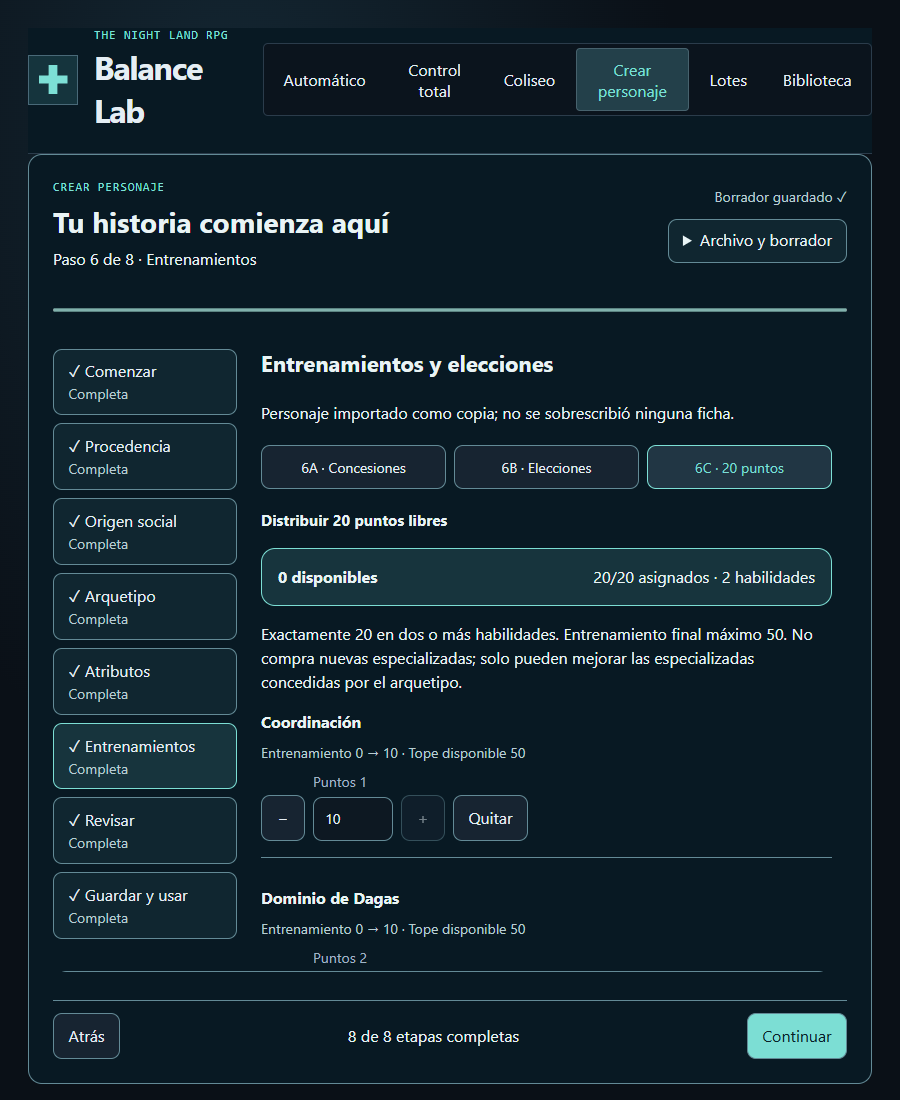 THE NIGHT LAND RPG
Balance
Lab
Automático
Control
total
Coliseo
Crear
personaje
Lotes
Biblioteca
CREAR PERSONAJE
Tu historia comienza aquí
Paso 6 de 8 · Entrenamientos
Borrador guardado ✓
▶ Archivo y borrador
✓ Comenzar
Completa
✓ Procedencia
Completa
✓ Origen social
Completa
✓ Arquetipo
Completa
✓ Atributos
Completa
✓ Entrenamientos
Completa
✓ Revisar
Completa
✓ Guardar y usar
Completa
Entrenamientos y elecciones
Personaje importado como copia; no se sobrescribió ninguna ficha.
6A · Concesiones
6B · Elecciones
6C · 20 puntos
Distribuir 20 puntos libres
0 disponibles
20/20 asignados · 2 habilidades
Exactamente 20 en dos o más habilidades. Entrenamiento final máximo 50. No
compra nuevas especializadas; solo pueden mejorar las especializadas
concedidas por el arquetipo.
Coordinación
Entrenamiento 0 → 10 · Tope disponible 50
Puntos 1
−
10
+
Quitar
Dominio de Dagas
Entrenamiento 0 → 10 · Tope disponible 50
Puntos 2
Atrás
8 de 8 etapas completas
Continuar